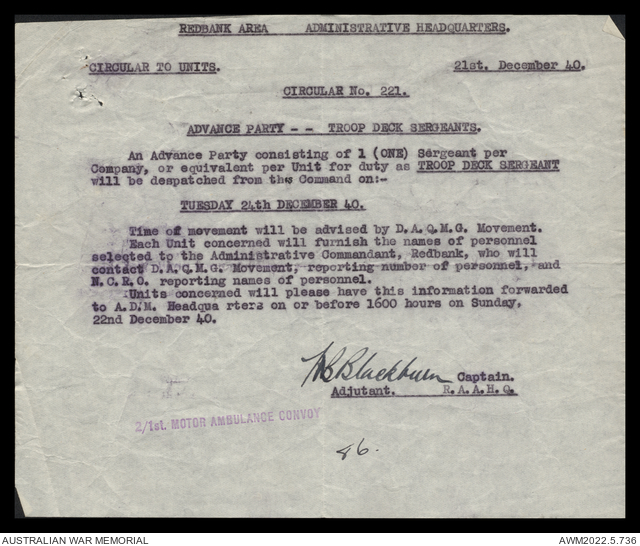 REDBANK AREA ADMINISTRATIVE HEADQUARTERS.
CIRCULAR TO UNITS. 21st. December 40.
CIRCULAR No. 221.
ADVANCE PARTY - - TROOP DECK SERGEANTS.
An Advance Party consisting of 1 (ONE) Sergeant per
Company, or equivalent per Unit for duty as TROOP DECK SERGEANT
will be despatched from the Command on:-
TUESDAY 24th DECEMBER 40.
Time of movement will be advised by D.A.Q.M.G. Movement.
Each Unit concerned will furnish the names of personnel
selected to the Administrative Commandant, Redbank, who will
contact D.A.Q.M.G. Movement, reporting number of personnel, and
N.C.R.O. reporting names of personnel.
Units concerned will please have this information forwarded
to A.D.M. Headqua rters on or before 1600 hours on Sunday,
22nd December 40.
Blackburn Captain.
Adjutant. R.A.A.H.Q.
2/1st. MOTOR AMBULANCE CONVOY
86.
AUSTRALIAN WAR MEMORIAL AWM2022.5.736